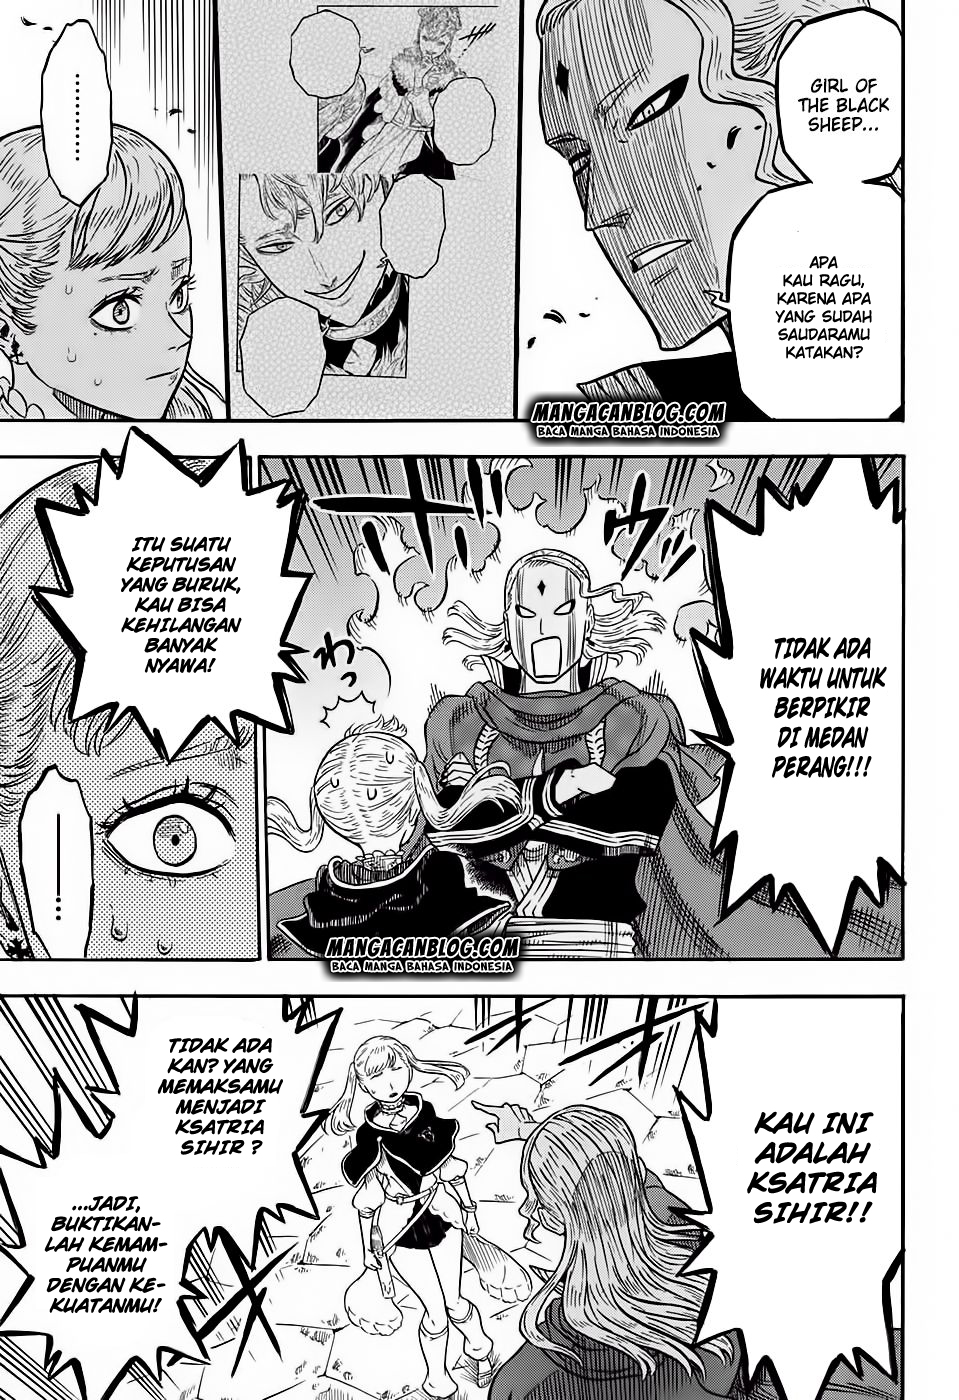 GIRL OF
THE BLACK
SHEEP...
APA
KAU RAGU,
KARENA APA
YANG SUDAH
SAUDARAMU
KATAKAN?
..........
MANGACANBLOG.COM
BACA MANGA BAHASA INDONESIA
TIDAK ADA
WAKTU UNTUK
BERPIKIR
DI MEDAN
PERANG!!!
ITU SUATU
KEPUTUSAN
YANG BURUK,
KAU BISA
KEHILANGAN
BANYAK
NYAWA!
MANGACANBLOG.COM
BACA MANGA BAHASA INDONESIA
KAU INI
ADALAH
KSATRIA
SIHIR!!
TIDAK ADA
KAN? YANG
MEMAKSAMU
MENJADI
KSATRIA
SIHIR ?
...JADI,
BUKTIKAN-
LAH KEMAM-
PUANMU
DENGAN KE-
KUATANMU!